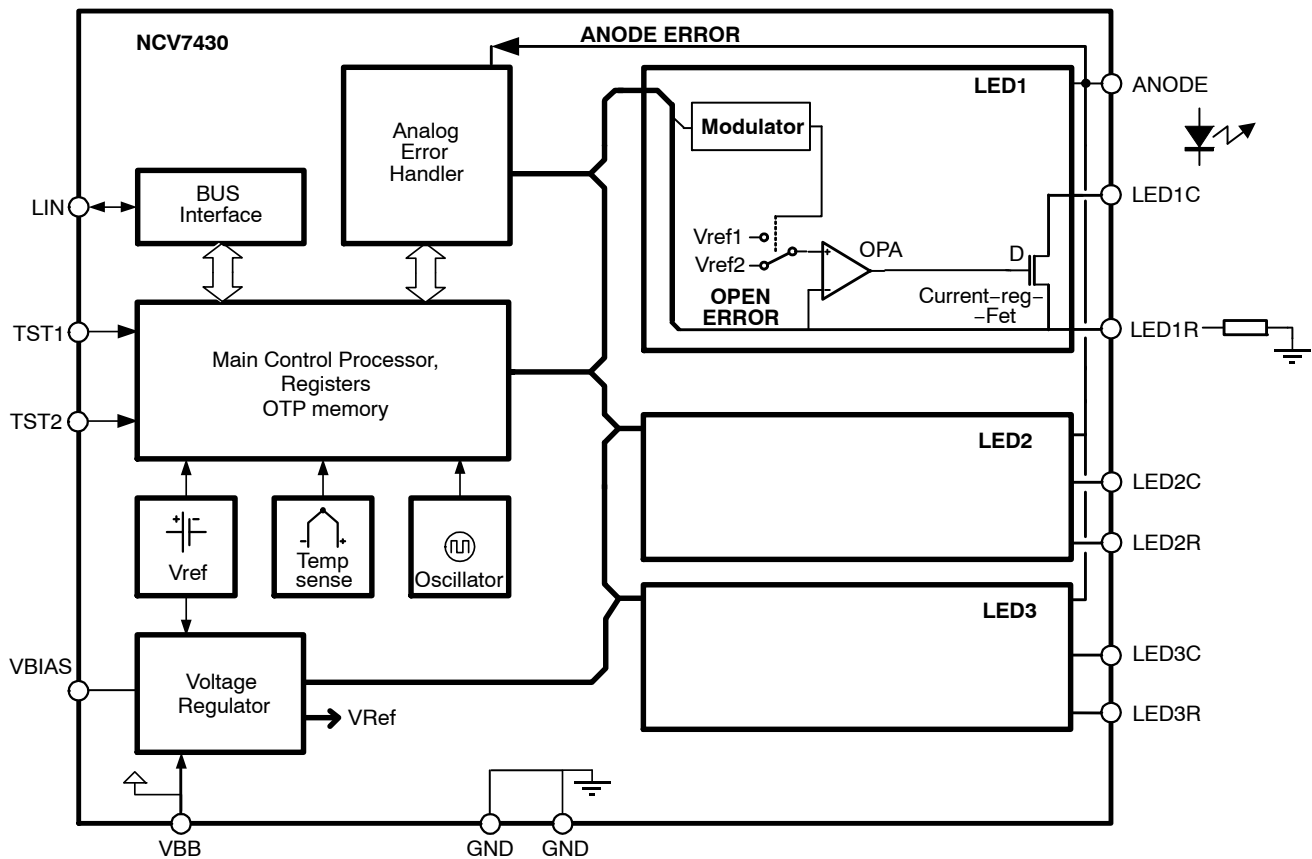 NCV7430
ANODE ERROR
LED1
ANODE
Modulator
Analog
Error
Handler
BUS
Interface
LIN
LED1C
Vref1
Vref2
+
−
OPA
D
OPEN
ERROR
Current−reg−
−Fet
LED1R
TST1
Main Control Processor,
Registers
OTP memory
TST2
LED2
LED2C
LED2R
+ −
Vref
− +
Temp
sense
Oscillator
LED3
LED3C
LED3R
VBIAS
Voltage
Regulator
VRef
VBB
GND
GND